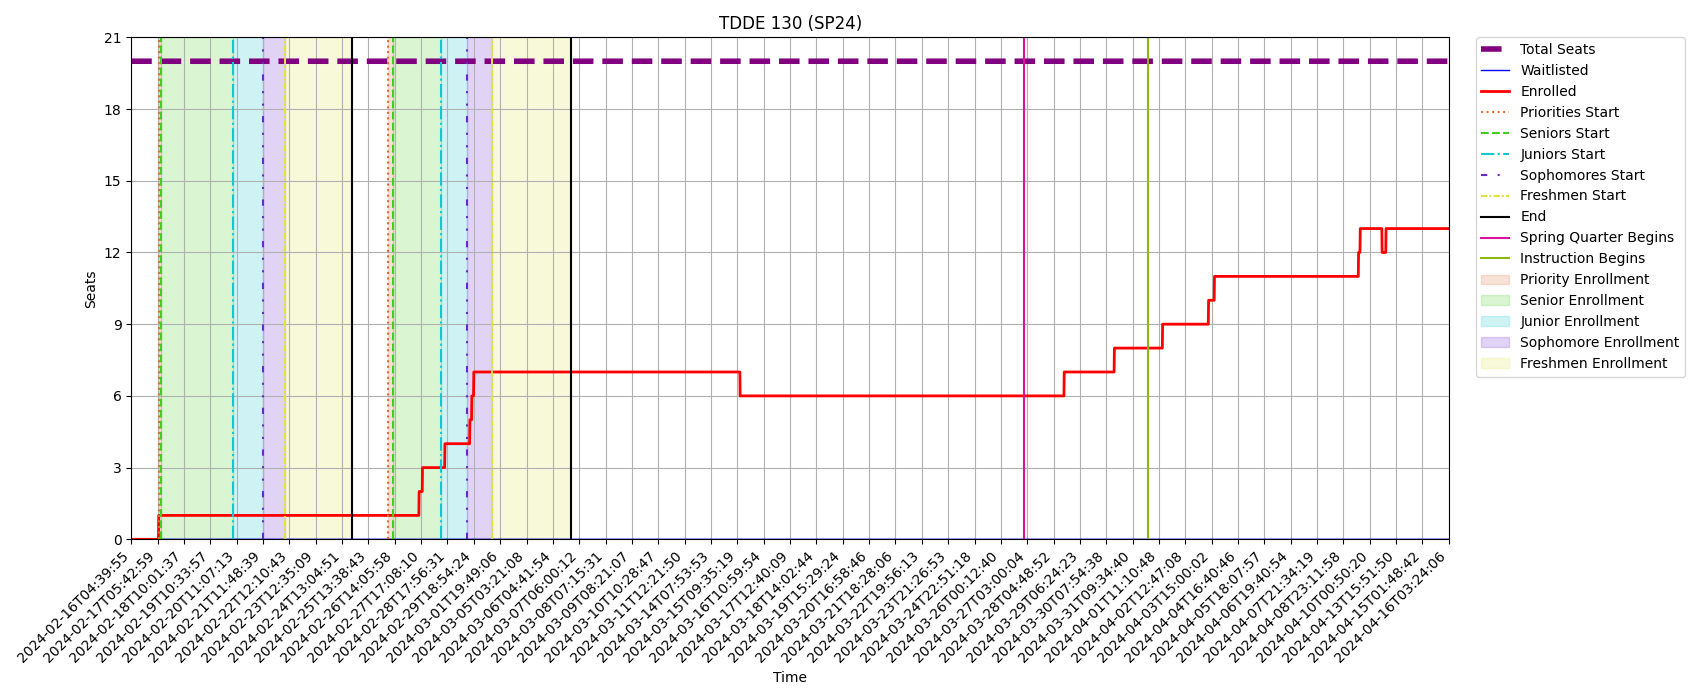 TDDE 130 (SP24)
21
18
15
12
9
6
3
0
Seats
2024-02-16T04:39:55
2024-02-17T05:42:59
2024-02-18T10:01:37
2024-02-19T10:33:57
2024-02-20T11:07:13
2024-02-21T11:48:39
2024-02-22T12:10:43
2024-02-23T12:35:09
2024-02-24T13:04:51
2024-02-25T13:38:43
2024-02-26T14:05:58
2024-02-27T17:08:10
2024-02-28T17:56:31
2024-02-29T18:54:24
2024-03-01T19:49:06
2024-03-05T03:21:08
2024-03-06T04:41:54
2024-03-07T06:00:12
2024-03-08T07:15:31
2024-03-09T08:21:07
2024-03-10T10:28:47
2024-03-11T12:21:50
2024-03-14T07:53:53
2024-03-15T09:35:19
2024-03-16T10:59:54
2024-03-17T12:40:09
2024-03-18T14:02:44
2024-03-19T15:29:24
2024-03-20T16:58:46
2024-03-21T18:28:06
2024-03-22T19:56:13
2024-03-23T21:26:53
2024-03-24T22:51:18
2024-03-26T00:12:40
2024-03-27T03:00:04
2024-03-28T04:48:52
2024-03-29T06:24:23
2024-03-30T07:54:38
2024-03-31T09:34:40
2024-04-01T11:10:48
2024-04-02T12:47:08
2024-04-03T15:00:02
2024-04-04T16:40:46
2024-04-05T18:07:57
2024-04-06T19:40:54
2024-04-07T21:34:19
2024-04-08T23:11:58
2024-04-10T00:50:20
2024-04-13T15:51:50
2024-04-15T01:48:42
2024-04-16T03:24:06
Time
Total Seats
Waitlisted
Enrolled
Priorities Start
Seniors Start
Juniors Start
Sophomores Start
Freshmen Start
End
Spring Quarter Begins
Instruction Begins
Priority Enrollment
Senior Enrollment
Junior Enrollment
Sophomore Enrollment
Freshmen Enrollment